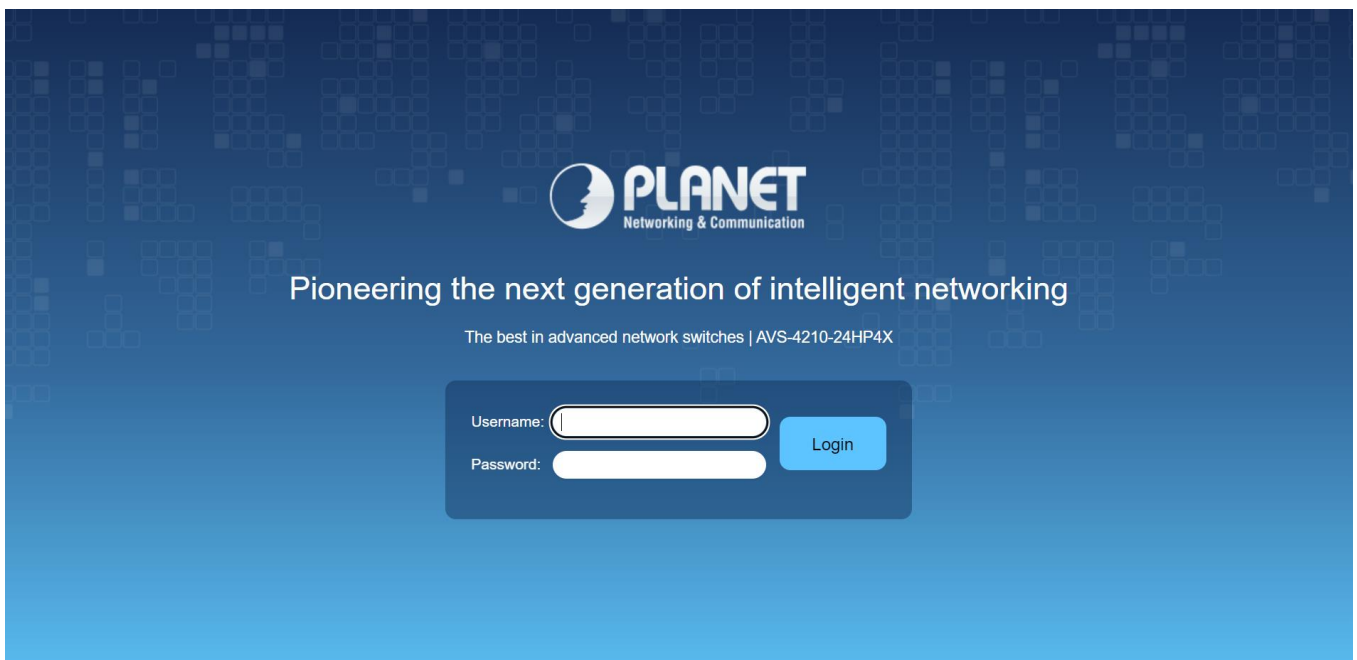 PLANET
Networking & Communication
Pioneering the next generation of intelligent networking
The best in advanced network switches | AVS-4210-24HP4X
Username:
Password:
Login